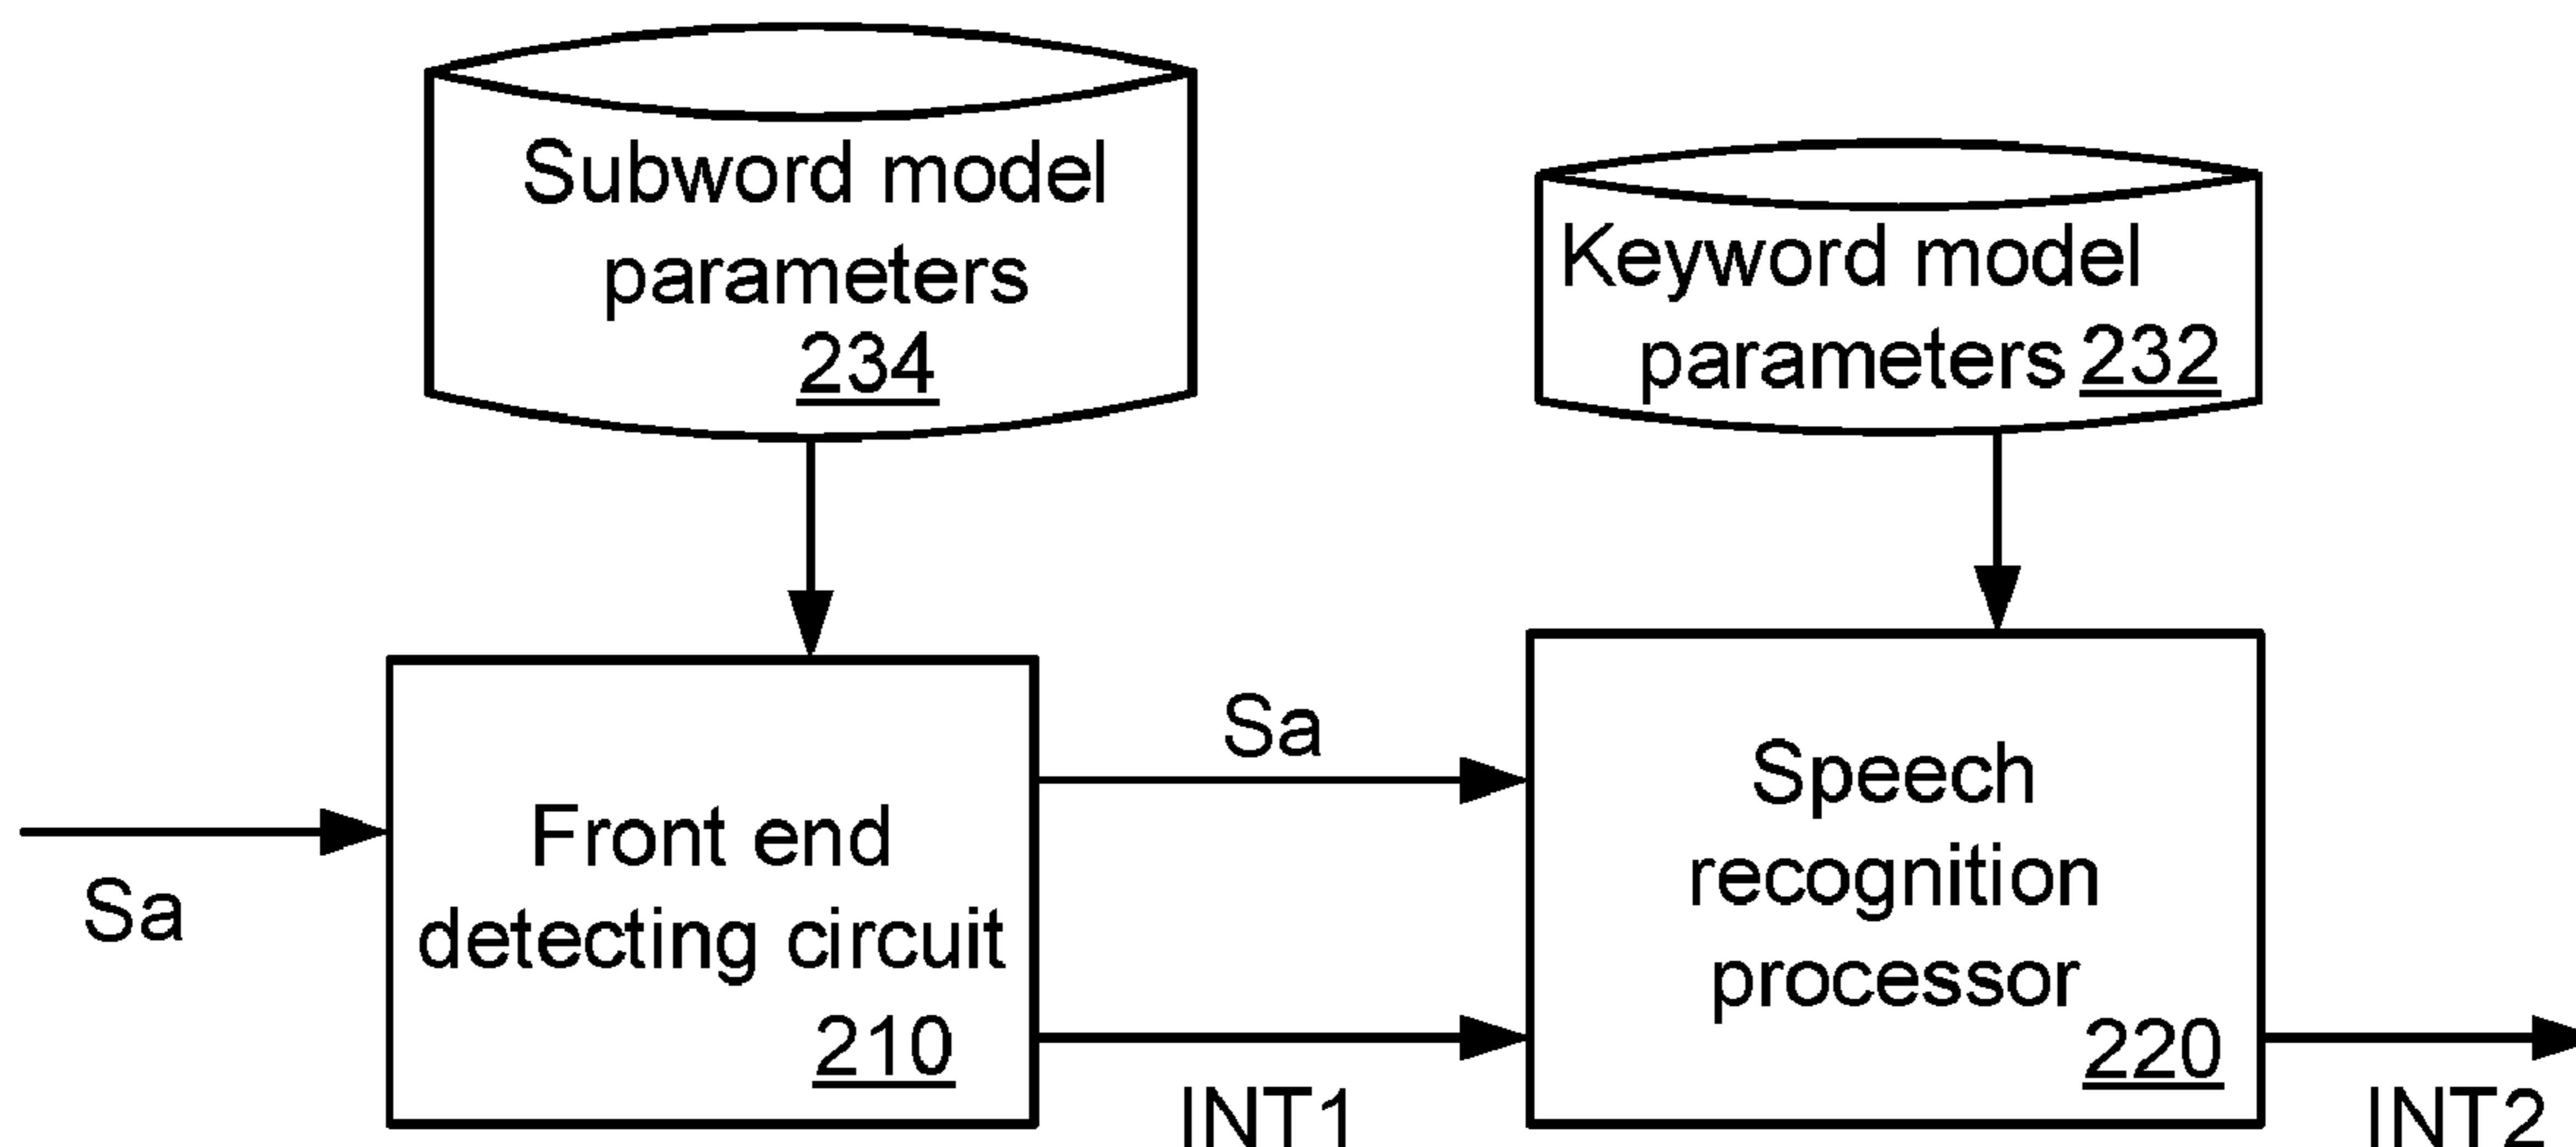 Subword model
parameters
234
Keyword model
parameters 232
Sa
Front end
detecting circuit
210
Sa
INT1
Speech
recognition
processor
220
INT2